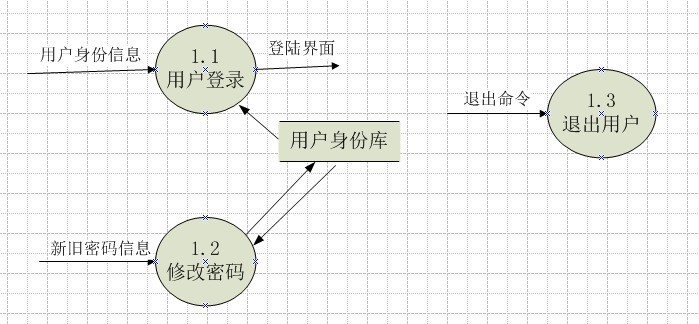 用户身份信息
1.1
用户登录
登陆界面
退出命令
1.3
退出用户
用户身份库
新旧密码信息
1.2
修改密码